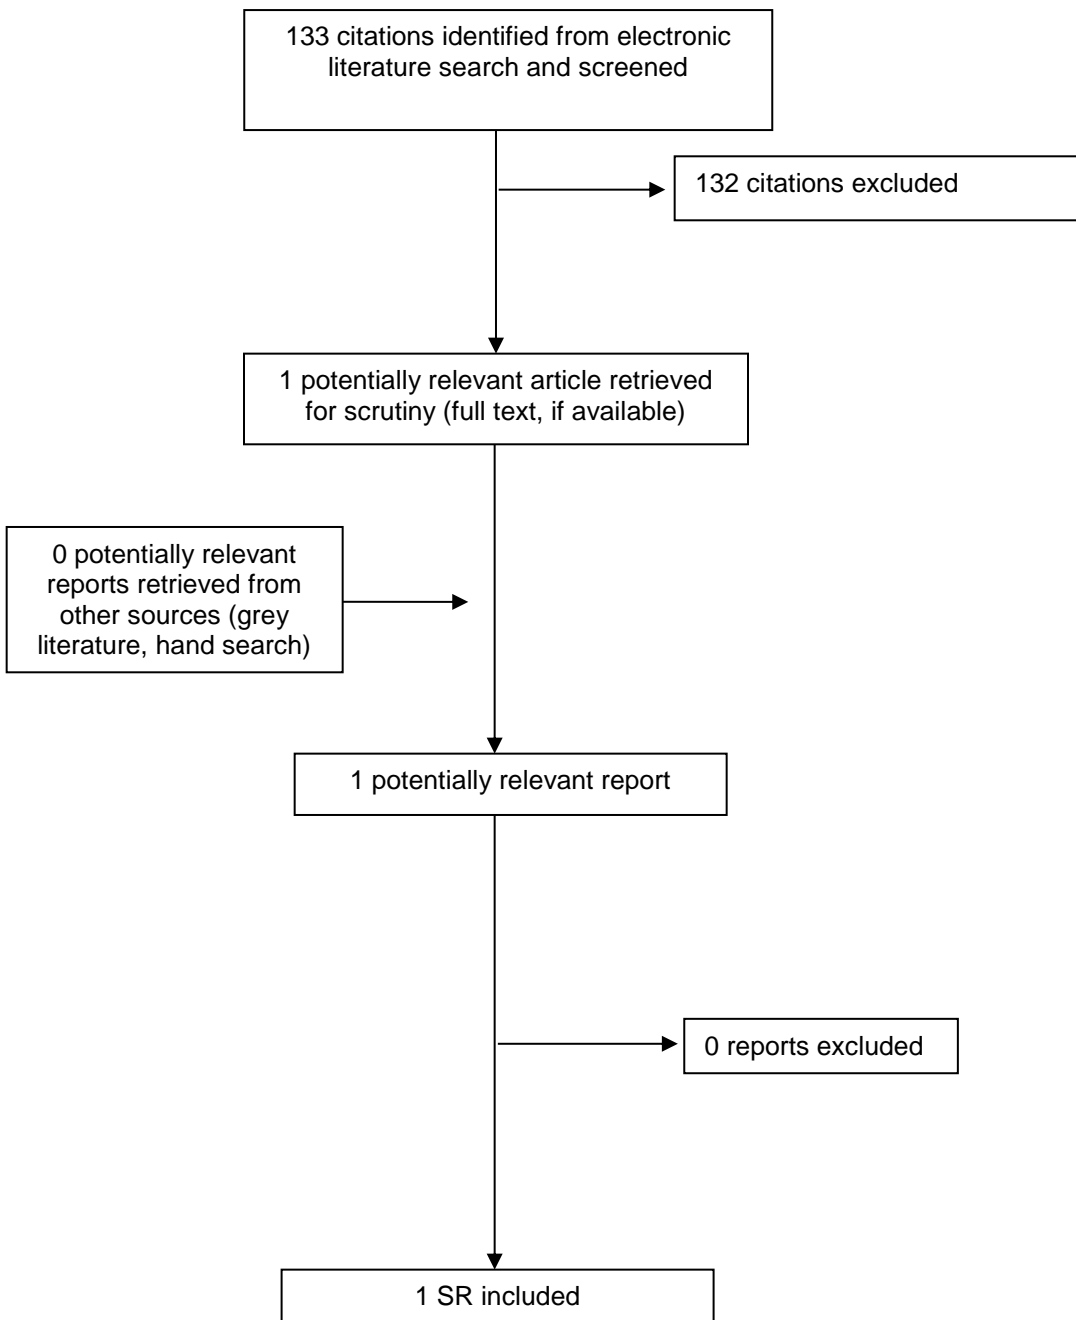 133 citations identified from electronic
literature search and screened
132 citations excluded
1 potentially relevant article retrieved
for scrutiny (full text, if available)
0 potentially relevant
reports retrieved from
other sources (grey
literature, hand search)
1 potentially relevant report
0 reports excluded
1 SR included